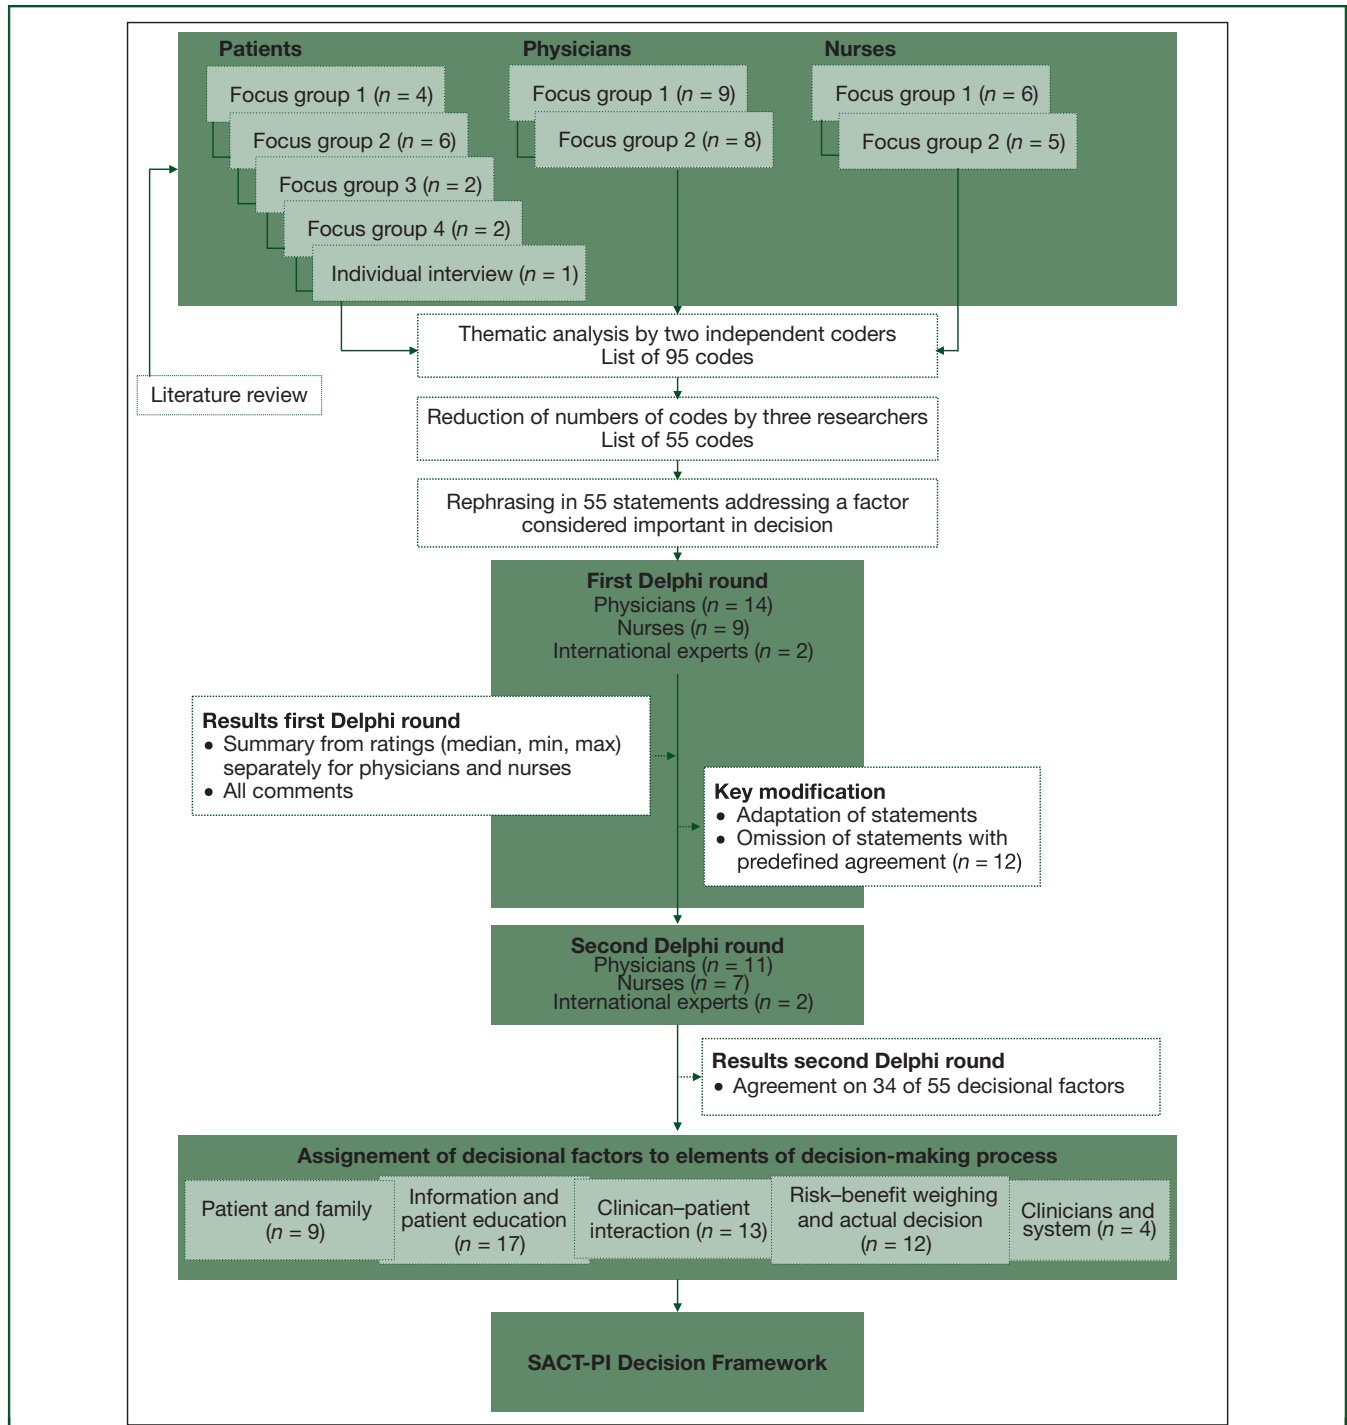 Patients
Focus group 1 (n = 4)
Focus group 2 (n = 6)
Focus group 3 (n = 2)
Focus group 4 (n = 2)
Individual interview (n = 1)
Physicians
Focus group 1 (n = 9)
Focus group 2 (n = 8)
Nurses
Focus group 1 (n = 6)
Focus group 2 (n = 5)
Literature review
Thematic analysis by two independent coders
List of 95 codes
Reduction of numbers of codes by three researchers
List of 55 codes
Rephrasing in 55 statements addressing a factor
considered important in decision
First Delphi round
Physicians (n = 14)
Nurses (n = 9)
International experts (n = 2)
Results first Delphi round
• Summary from ratings (median, min, max)
separately for physicians and nurses
• All comments
Key modification
• Adaptation of statements
• Omission of statements with
predefined agreement (n = 12)
Second Delphi round
Physicians (n = 11)
Nurses (n = 7)
International experts (n = 2)
Results second Delphi round
• Agreement on 34 of 55 decisional factors
Assignement of decisional factors to elements of decision-making process
Patient and family
(n = 9)
Information and
patient education
(n = 17)
Clinican–patient
interaction (n = 13)
Risk–benefit weighing
and actual decision
(n = 12)
Clinicians and
system (n = 4)
SACT-PI Decision Framework